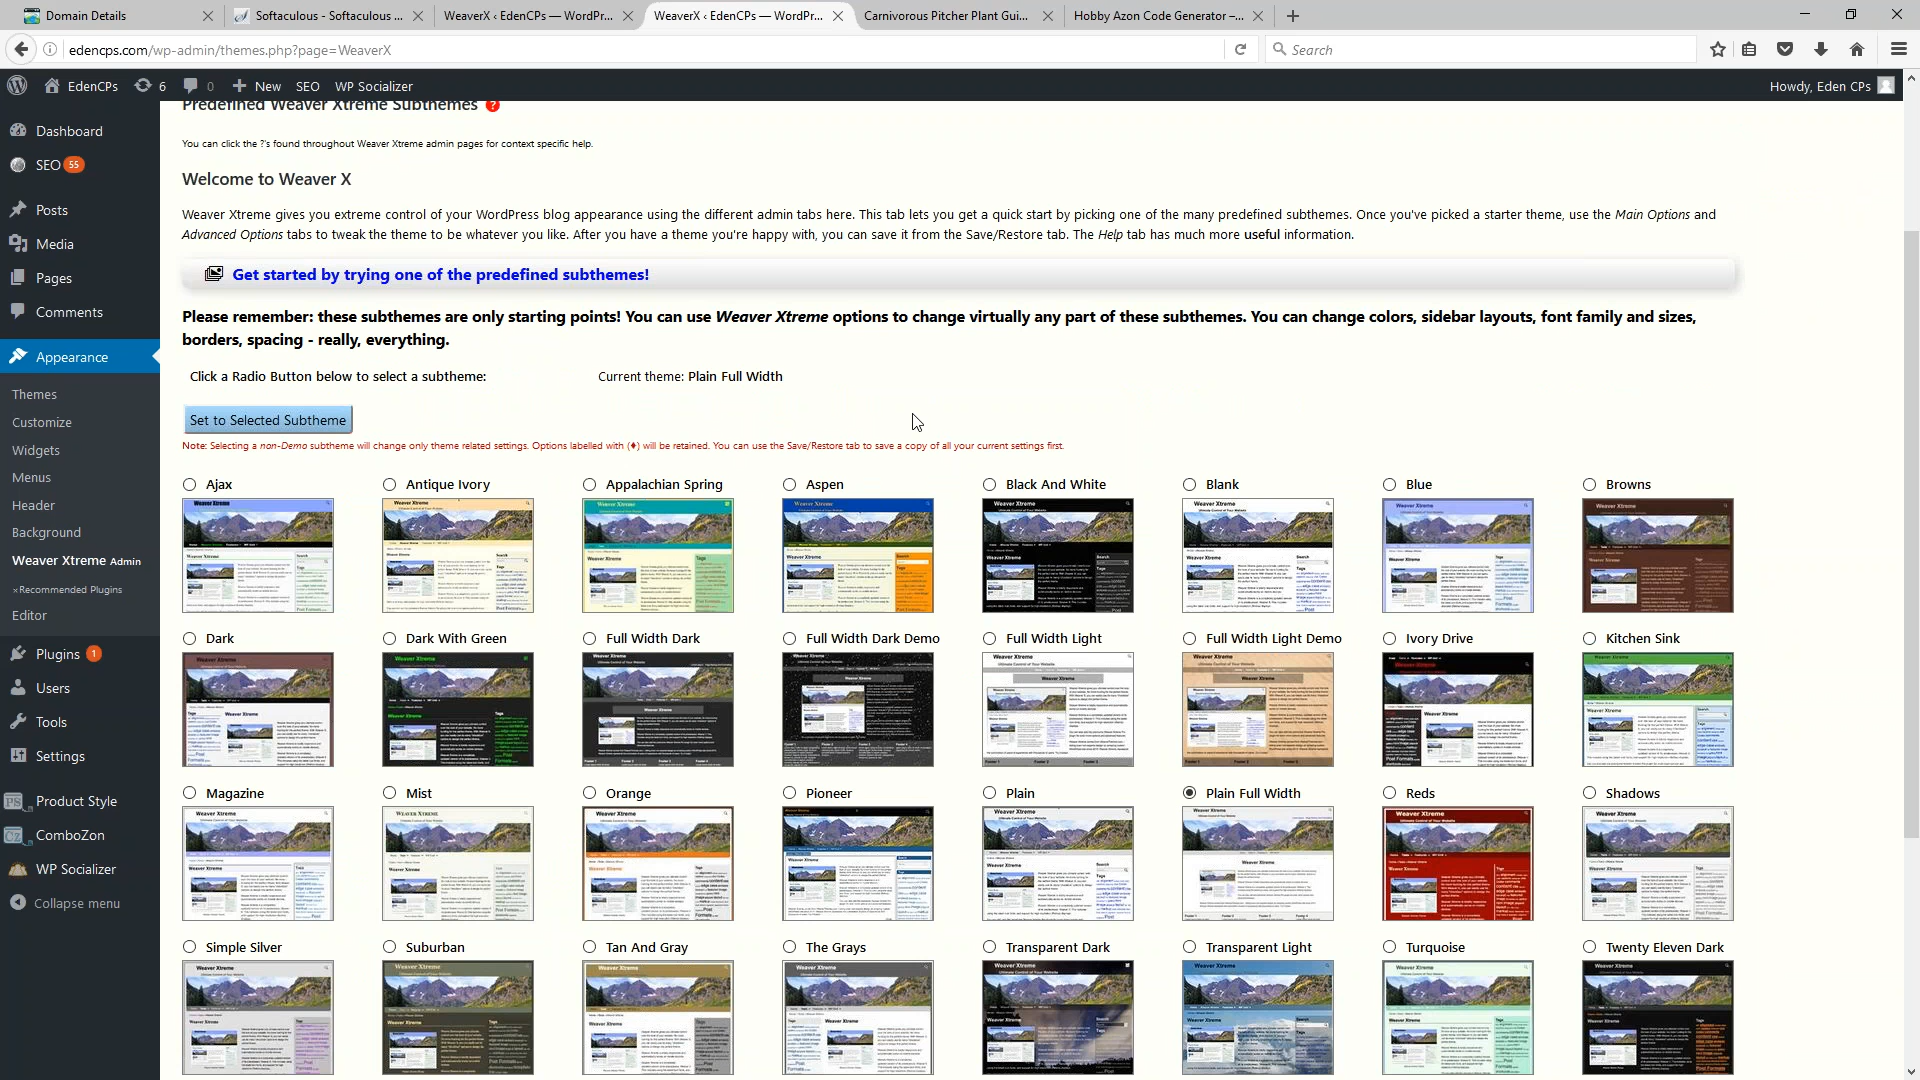 Domain Details
Softaculous - Softaculous ...
WeaverX ‹ EdenCPs — WordPr...
WeaverX ‹ EdenCPs — WordPr...
Carnivorous Pitcher Plant Gui...
Hobby Azon Code Generator –...
edencps.com/wp-admin/themes.php?page=WeaverX
Search
EdenCPs
6
0
New
SEO
WP Socializer
Howdy, Eden CPs
Dashboard
SEO 55
Posts
Media
Pages
Comments
Appearance
Themes
Customize
Widgets
Menus
Header
Background
Weaver Xtreme Admin
×Recommended Plugins
Editor
Plugins 1
Users
Tools
Settings
Product Style
ComboZon
WP Socializer
Collapse menu
Predefined Weaver Xtreme Subthemes ?
You can click the ?'s found throughout Weaver Xtreme admin pages for context specific help.
Welcome to Weaver X
Weaver Xtreme gives you extreme control of your WordPress blog appearance using the different admin tabs here. This tab lets you get a quick start by picking one of the many predefined subthemes. Once you've picked a starter theme, use the Main Options and
Advanced Options tabs to tweak the theme to be whatever you like. After you have a theme you're happy with, you can save it from the Save/Restore tab. The Help tab has much more useful information.
Get started by trying one of the predefined subthemes!
Please remember: these subthemes are only starting points! You can use Weaver Xtreme options to change virtually any part of these subthemes. You can change colors, sidebar layouts, font family and sizes,
borders, spacing - really, everything.
Click a Radio Button below to select a subtheme:
Current theme: Plain Full Width
Set to Selected Subtheme
Note: Selecting a non-Demo subtheme will change only theme related settings. Options labelled with (♦) will be retained. You can use the Save/Restore tab to save a copy of all your current settings first.
Ajax
Antique Ivory
Appalachian Spring
Aspen
Black And White
Blank
Blue
Browns
Dark
Dark With Green
Full Width Dark
Full Width Dark Demo
Full Width Light
Full Width Light Demo
Ivory Drive
Kitchen Sink
Magazine
Mist
Orange
Pioneer
Plain
Plain Full Width
Reds
Shadows
Simple Silver
Suburban
Tan And Gray
The Grays
Transparent Dark
Transparent Light
Turquoise
Twenty Eleven Dark